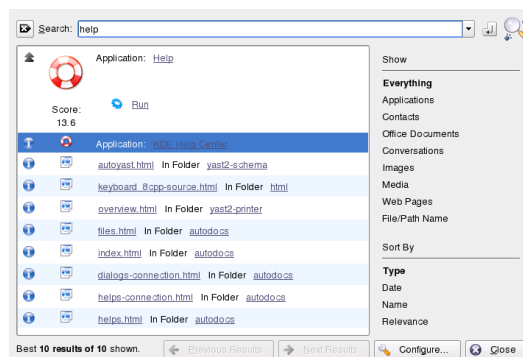 Search: help
Application: Help
Run
Score:
13.6
Application: KDE Help Center
autoyast.html In Folder yast2-schema
keyboard_8cpp-source.html In Folder html
overview.html In Folder yast2-printer
files.html In Folder autodocs
index.html In Folder autodocs
dialogs-connection.html In Folder autodocs
helps-connection.html In Folder autodocs
helps.html In Folder autodocs
Show
Everything
Applications
Contacts
Office Documents
Conversations
Images
Media
Web Pages
File/Path Name
Sort By
Type
Date
Name
Relevance
Best 10 results of 10 shown.
Previous Results
Next Results
Configure...
Close